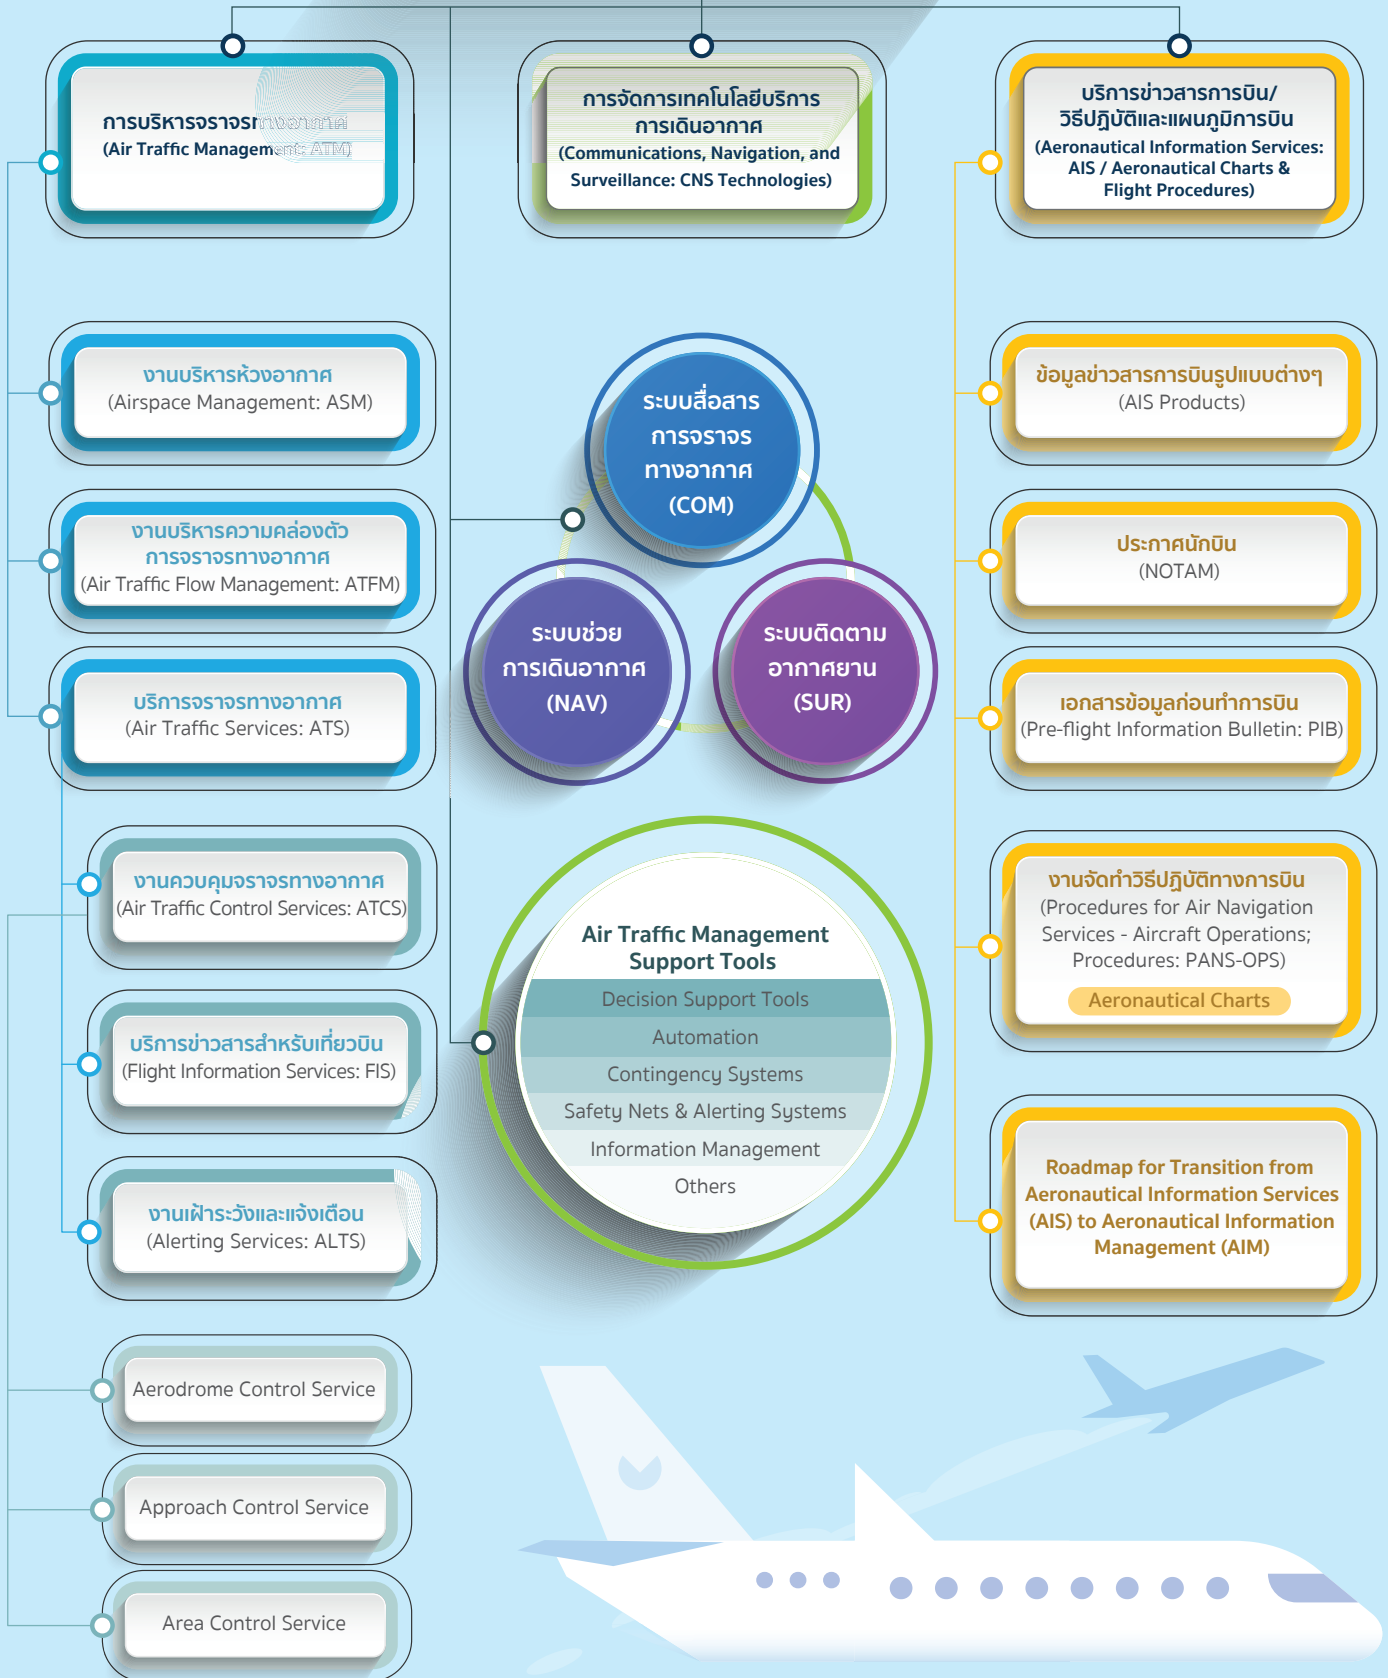 การบริหารจราจรทางอากาศ
(Air Traffic Management: ATM)
งานบริหารห้วงอากาศ
(Airspace Management: ASM)
งานบริหารความคล่องตัว
การจราจรทางอากาศ
(Air Traffic Flow Management: ATFM)
บริการจราจรทางอากาศ
(Air Traffic Services: ATS)
งานควบคุมจราจรทางอากาศ
(Air Traffic Control Services: ATCS)
บริการข่าวสารสำหรับเที่ยวบิน
(Flight Information Services: FIS)
งานเฝ้าระวังและแจ้งเตือน
(Alerting Services: ALTS)
Aerodrome Control Service
Approach Control Service
Area Control Service
การจัดการเทคโนโลยีบริการ
การเดินอากาศ
(Communications, Navigation, and
Surveillance: CNS Technologies)
ระบบสื่อสาร
การจราจร
ทางอากาศ
(COM)
ระบบช่วย
การเดินอากาศ
(NAV)
ระบบติดตาม
อากาศยาน
(SUR)
Air Traffic Management
Support Tools
Decision Support Tools
Automation
Contingency Systems
Safety Nets & Alerting Systems
Information Management
Others
บริการข่าวสารการบิน/
วิธีปฏิบัติและแผนภูมิการบิน
(Aeronautical Information Services:
AIS / Aeronautical Charts &
Flight Procedures)
ข้อมูลข่าวสารการบินรูปแบบต่างๆ
(AIS Products)
ประกาศนักบิน
(NOTAM)
เอกสารข้อมูลก่อนทำการบิน
(Pre-flight Information Bulletin: PIB)
งานจัดทำวิธีปฏิบัติทางการบิน
(Procedures for Air Navigation
Services - Aircraft Operations;
Procedures: PANS-OPS)
Aeronautical Charts
Roadmap for Transition from
Aeronautical Information Services
(AIS) to Aeronautical Information
Management (AIM)